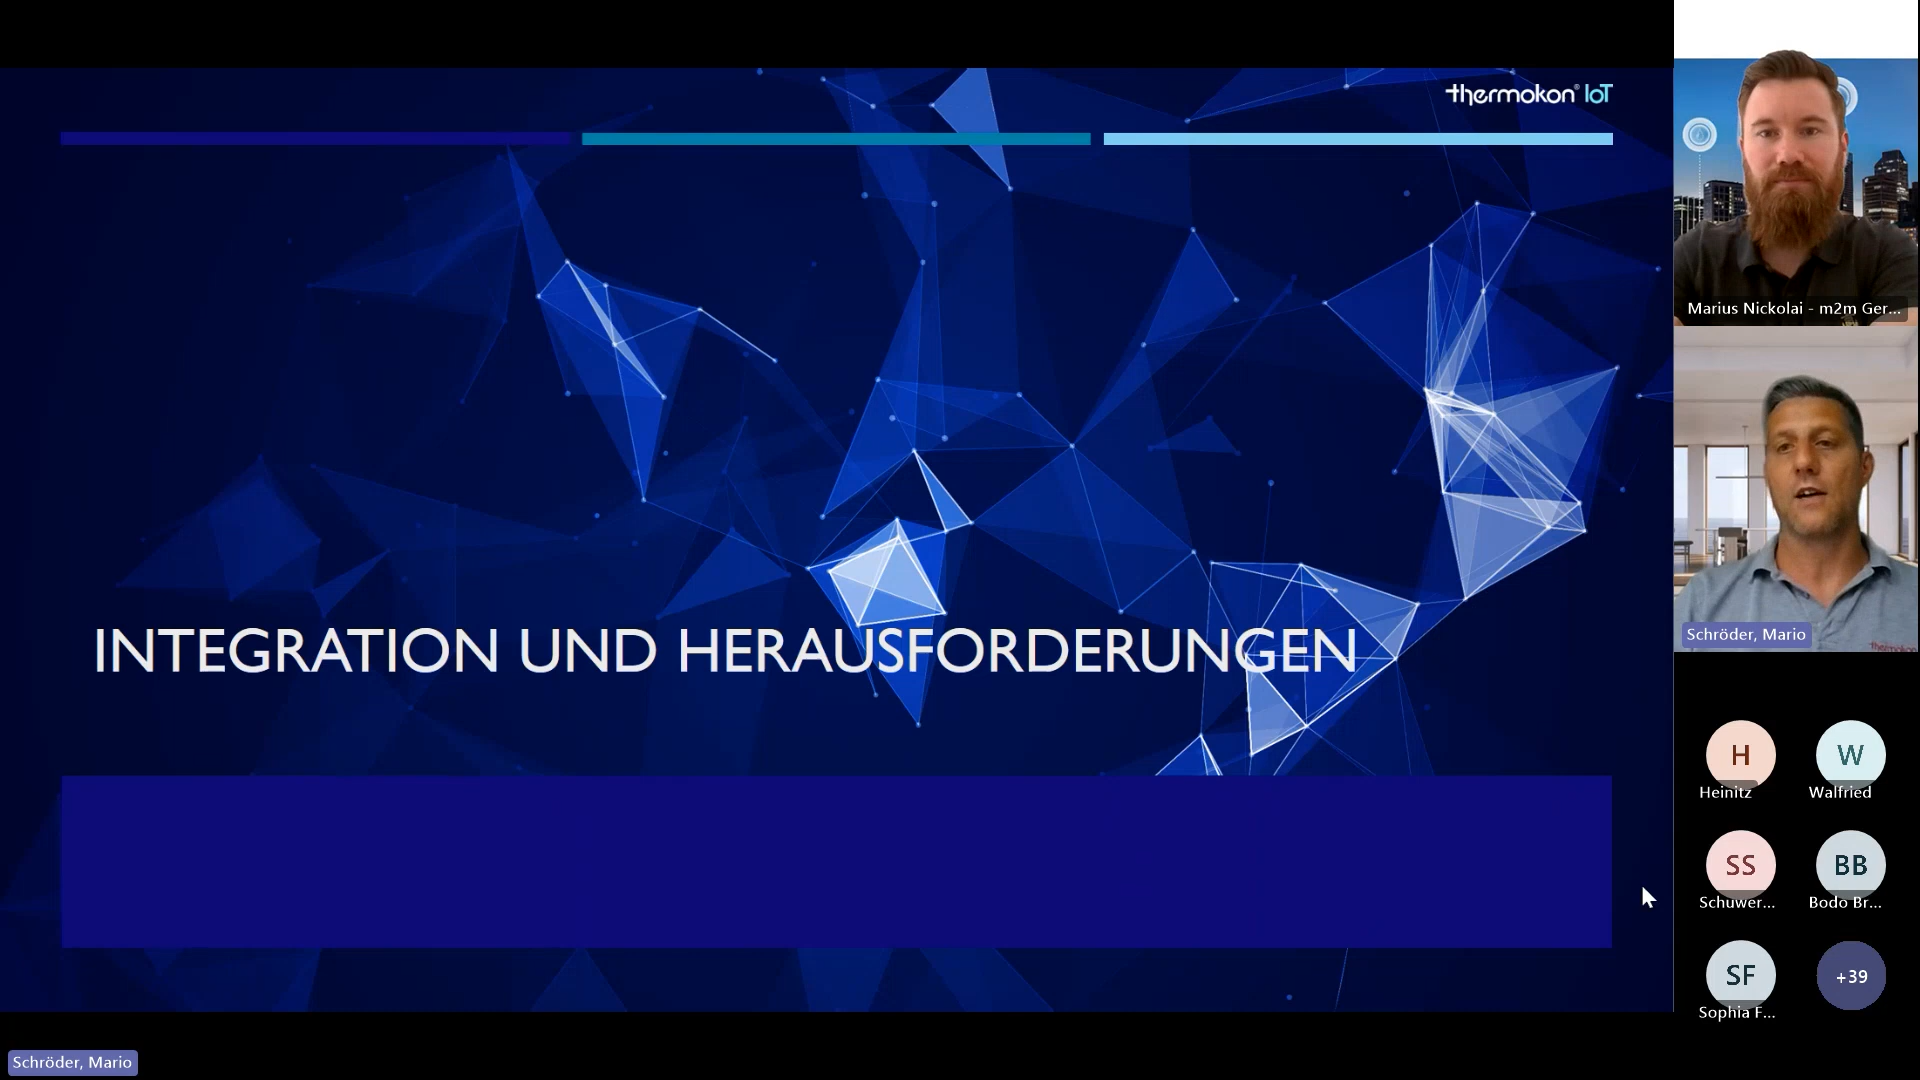 thermokon® IoT
INTEGRATION UND HERAUSFORDERUNGEN
Marius Nickolai - m2m Ger...
Schröder, Mario
thermokon
H
Heinitz
W
Walfried
SS
Schuwer...
BB
Bodo Br...
SF
Sophia F...
+39
Schröder, Mario